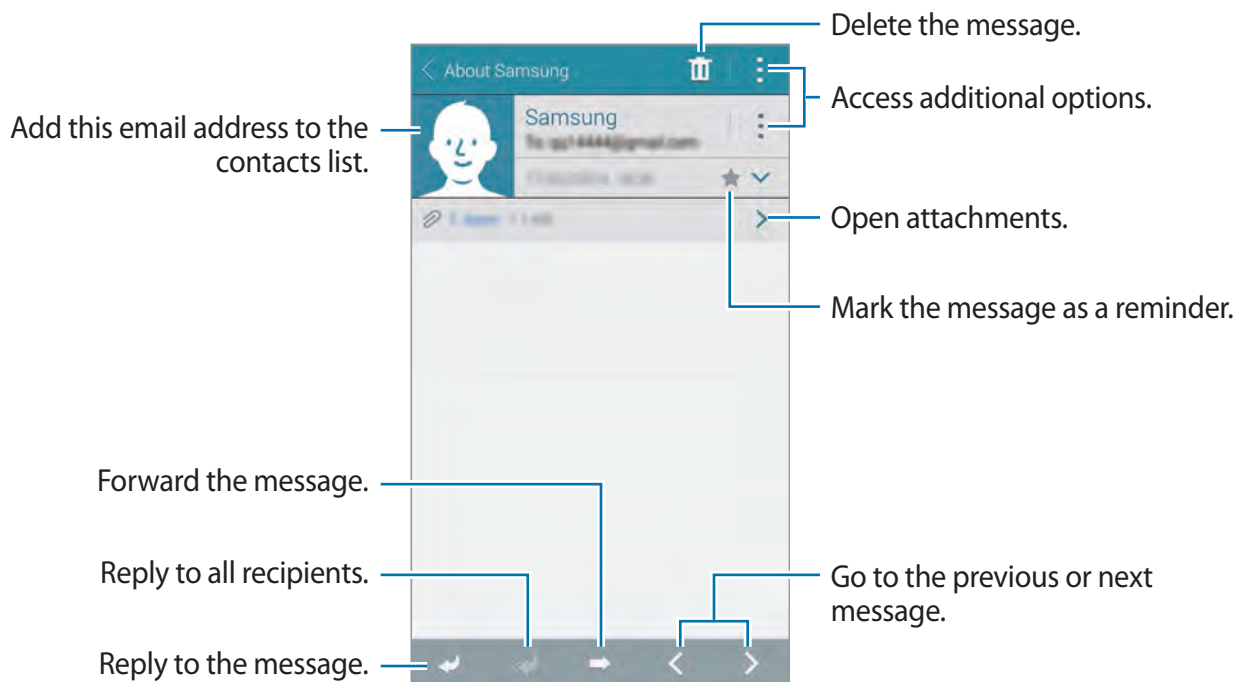 Delete the message.
About Samsung
Access additional options.
Add this email address to the
contacts list.
Samsung
Open attachments.
Mark the message as a reminder.
Forward the message.
Reply to all recipients.
Go to the previous or next
message.
Reply to the message.